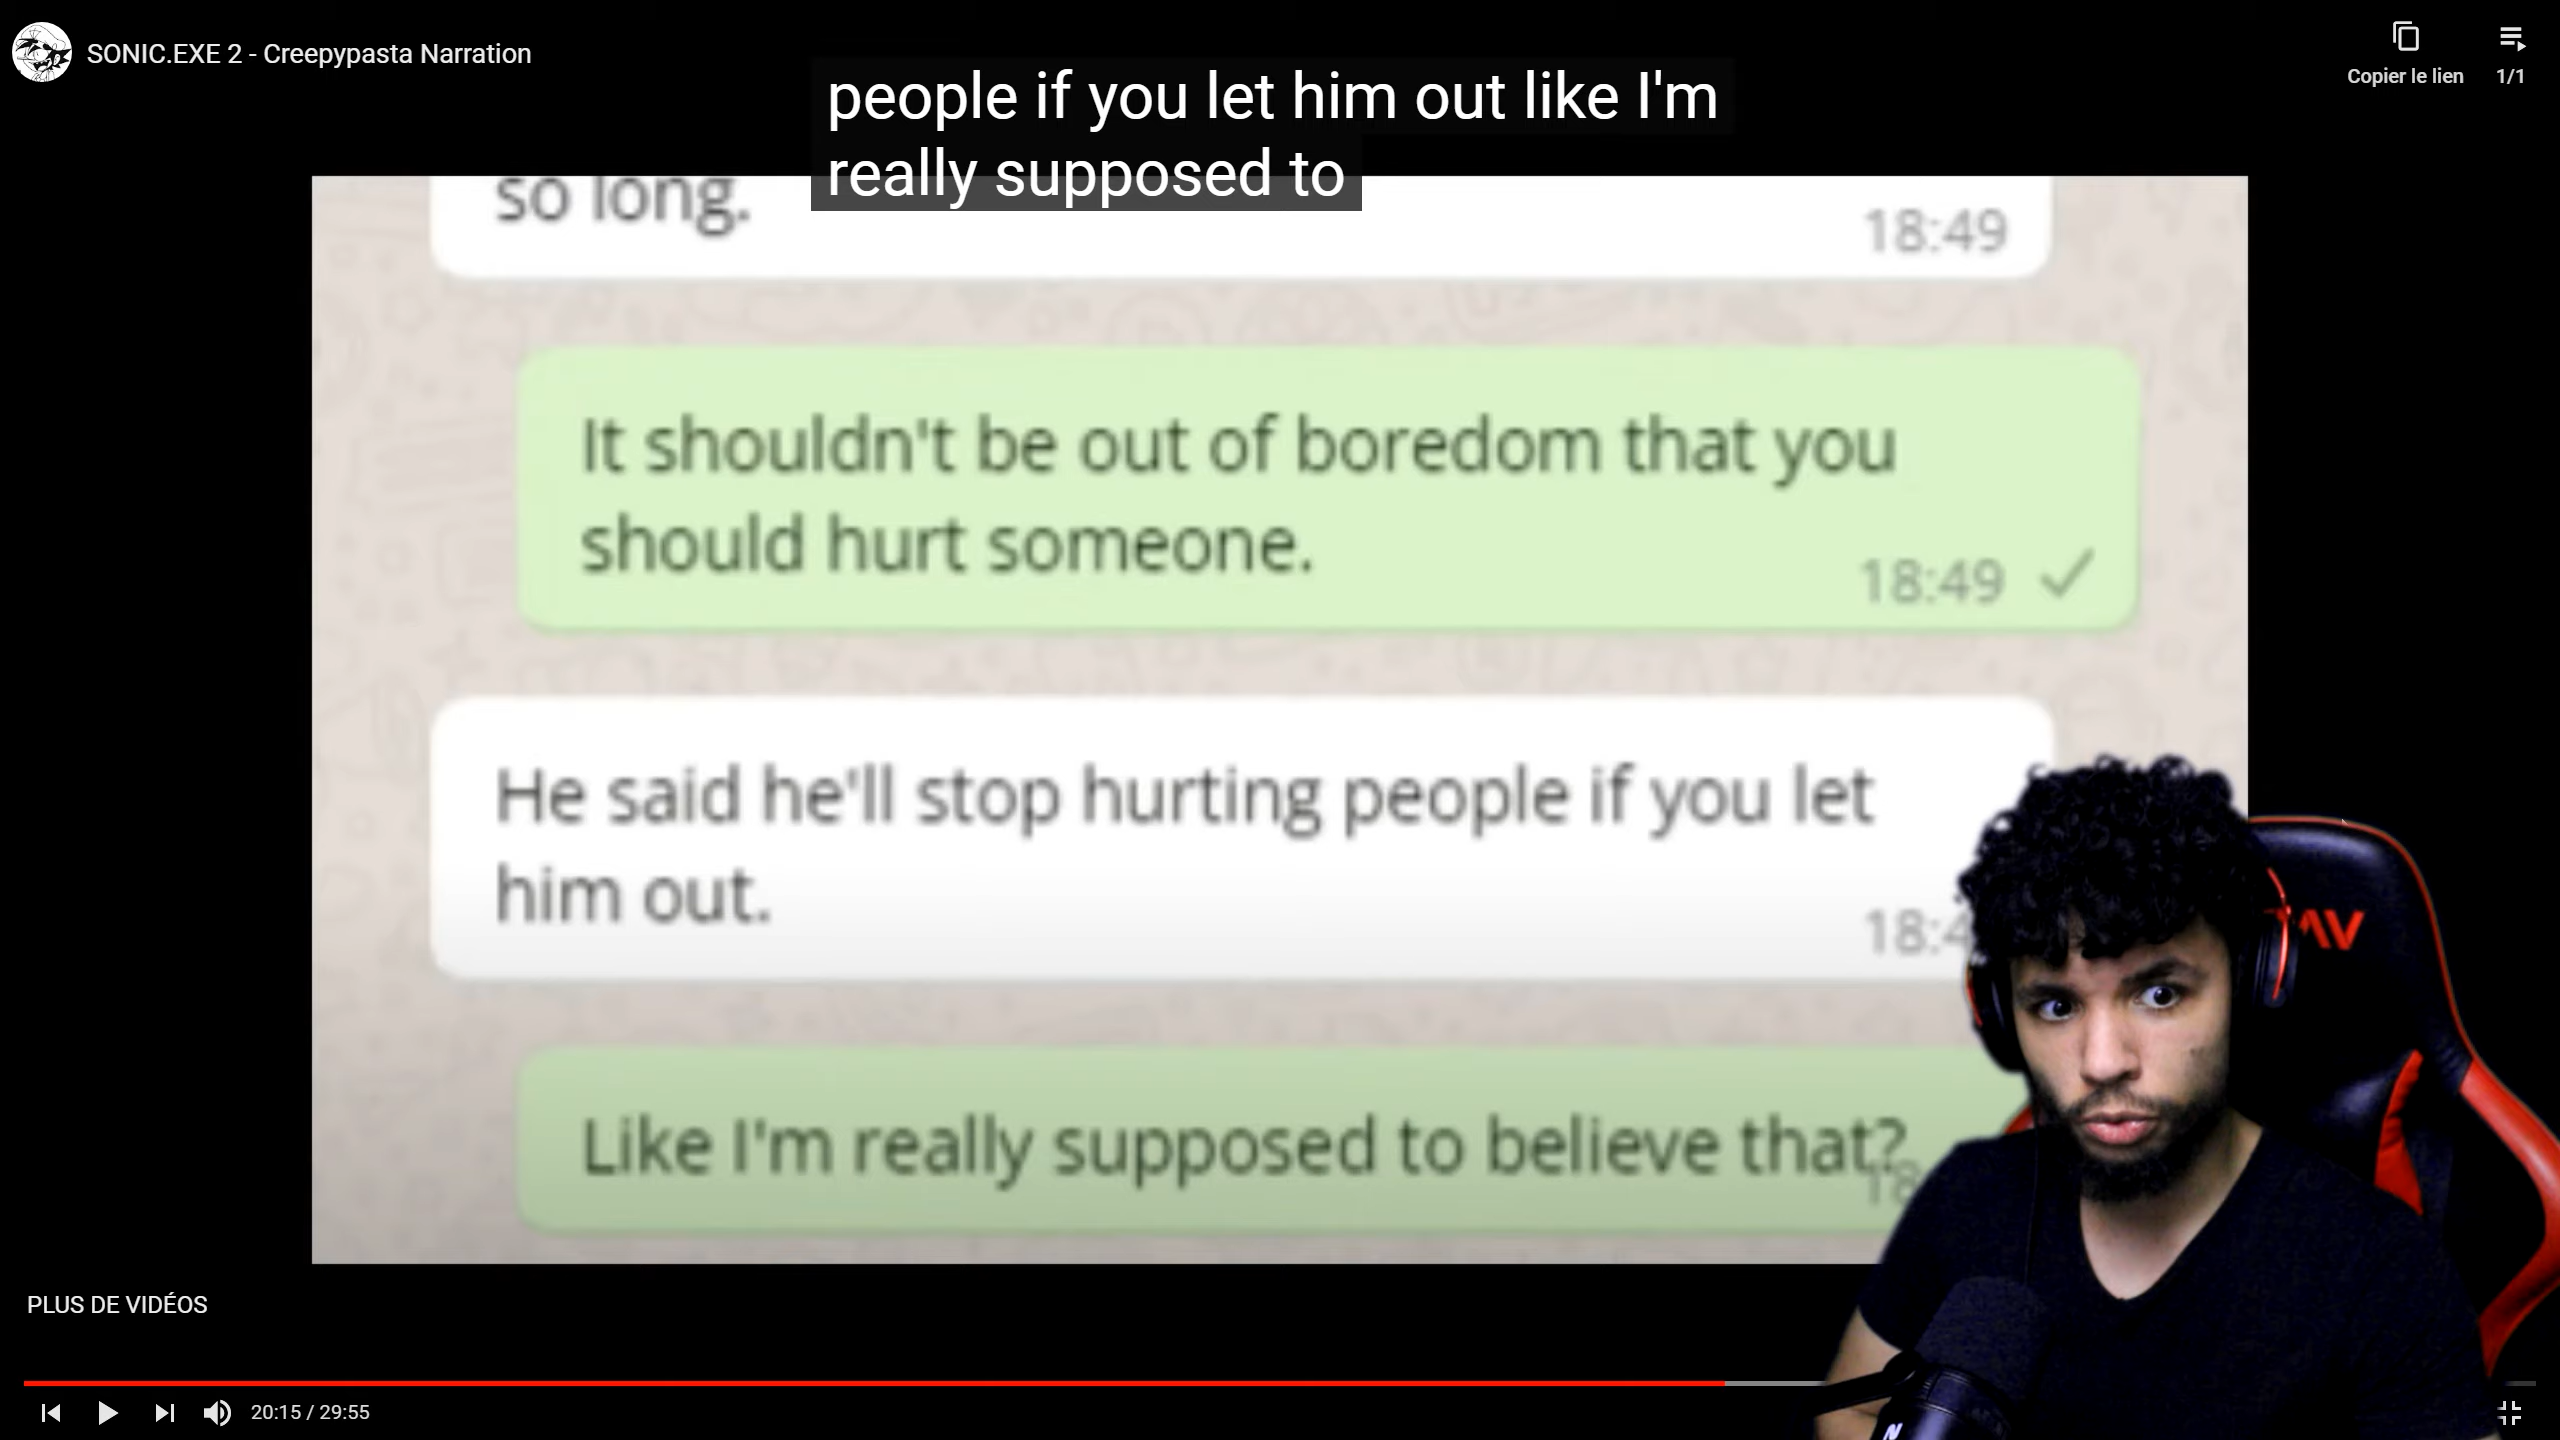 SONIC.EXE 2 - Creepypasta Narration
Copier le lien
1/1
people if you let him out like I'm
really supposed to
so long.
18:49
It shouldn't be out of boredom that you
should hurt someone.
18:49
He said he'll stop hurting people if you let
him out.
Like I'm really supposed to believe that?
PLUS DE VIDÉOS
20:15 / 29:55